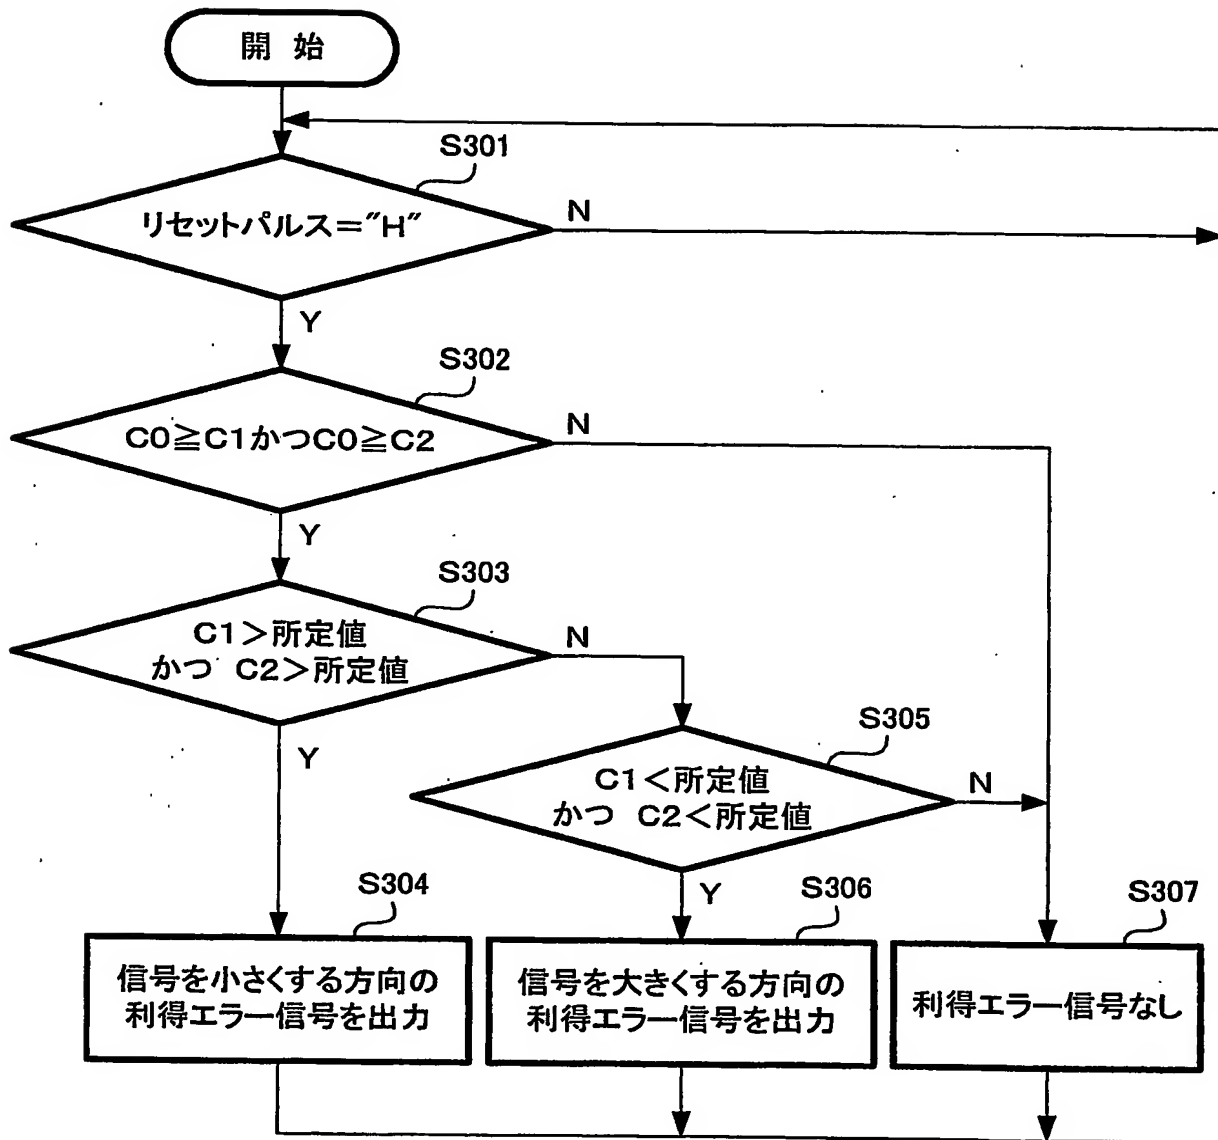 開 始
S301
リセットパルス＝"H"
N
Y
S302
C0≧C1かつC0≧C2
N
Y
S303
C1＞所定値
かつ C2＞所定値
N
Y
S305
C1＜所定値
かつ C2＜所定値
N
Y
S304
信号を小さくする方向の
利得エラー信号を出力
S306
信号を大きくする方向の
利得エラー信号を出力
S307
利得エラー信号なし